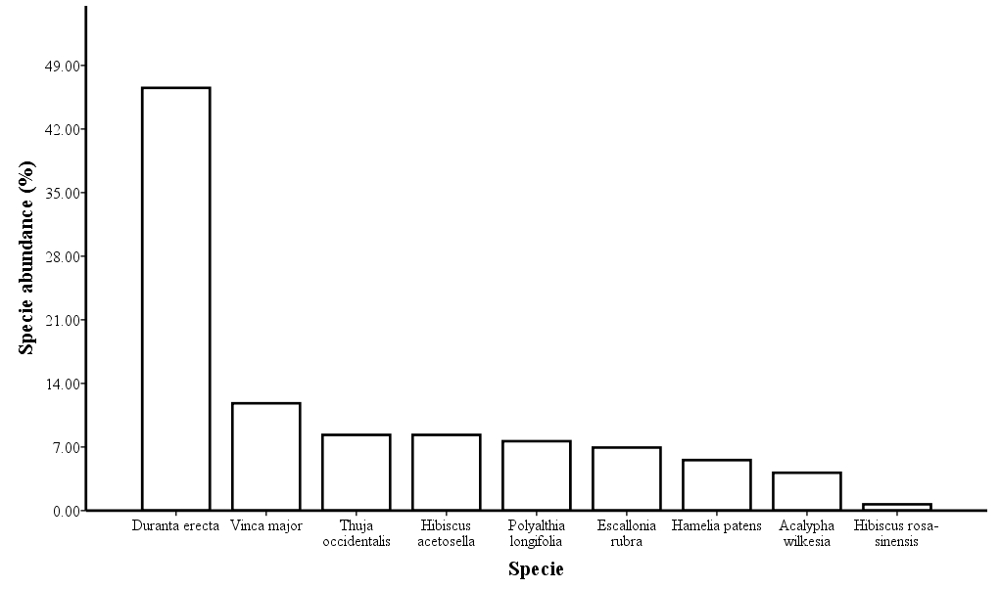 Specie abundance (%)
49.00
42.00
35.00
28.00
21.00
14.00
7.00
0.00
Duranta erecta
Vinca major
Thuja
occidentalis
Hibiscus
acetosella
Polyalthia
longifolia
Escallonia
rubra
Hamelia patens
Acalypha
wilkesia
Hibiscus rosa-
sinensis
Specie